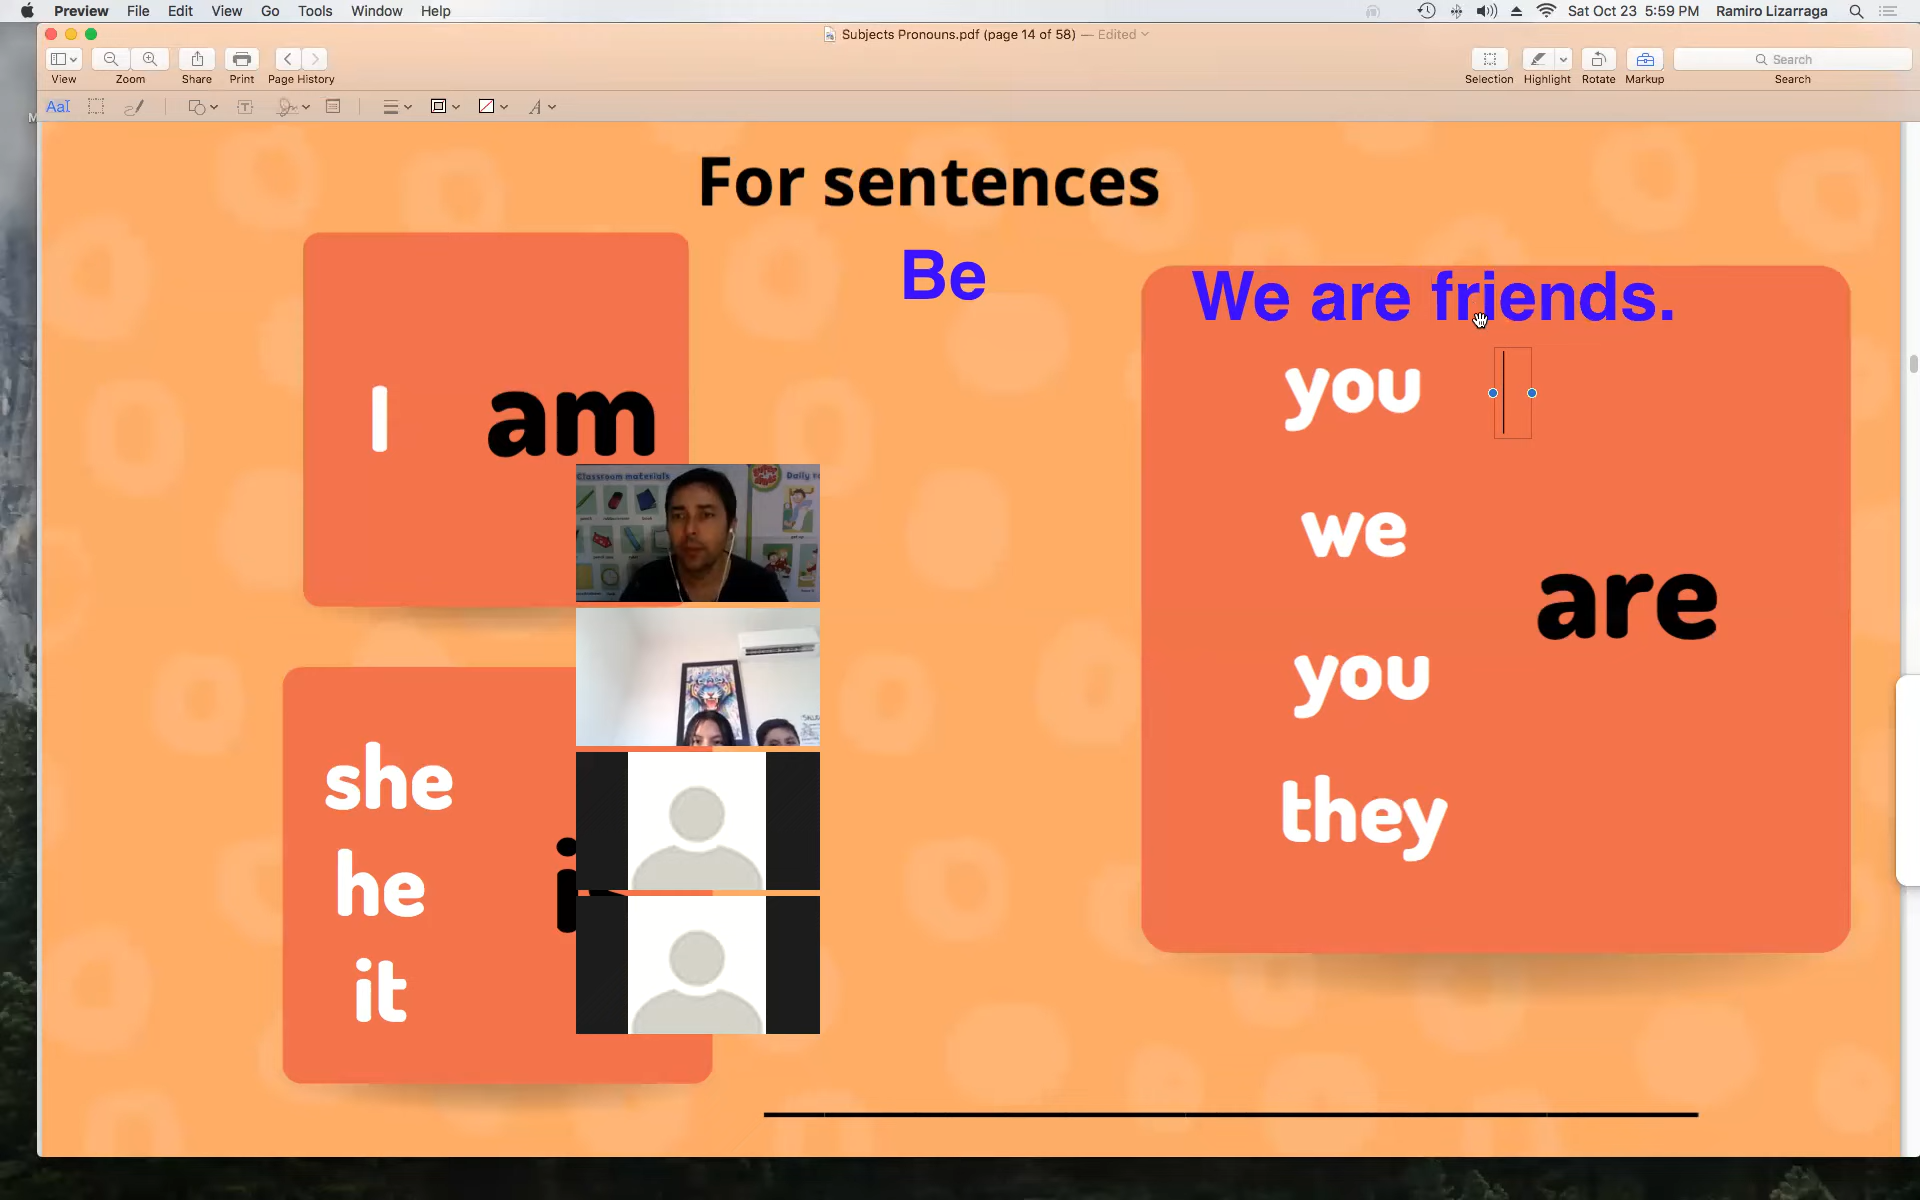 Preview File Edit View Go Tools Window Help
Sat Oct 23 5:59 PM Ramiro Lizarraga
Subjects Pronouns.pdf (page 14 of 58) — Edited
View Zoom Share Print Page History
Selection Highlight Rotate Markup Search
Search
For sentences
Be
We are friends.
I am
you
we
are
you
they
she
he
it
Classroom materials
Daily